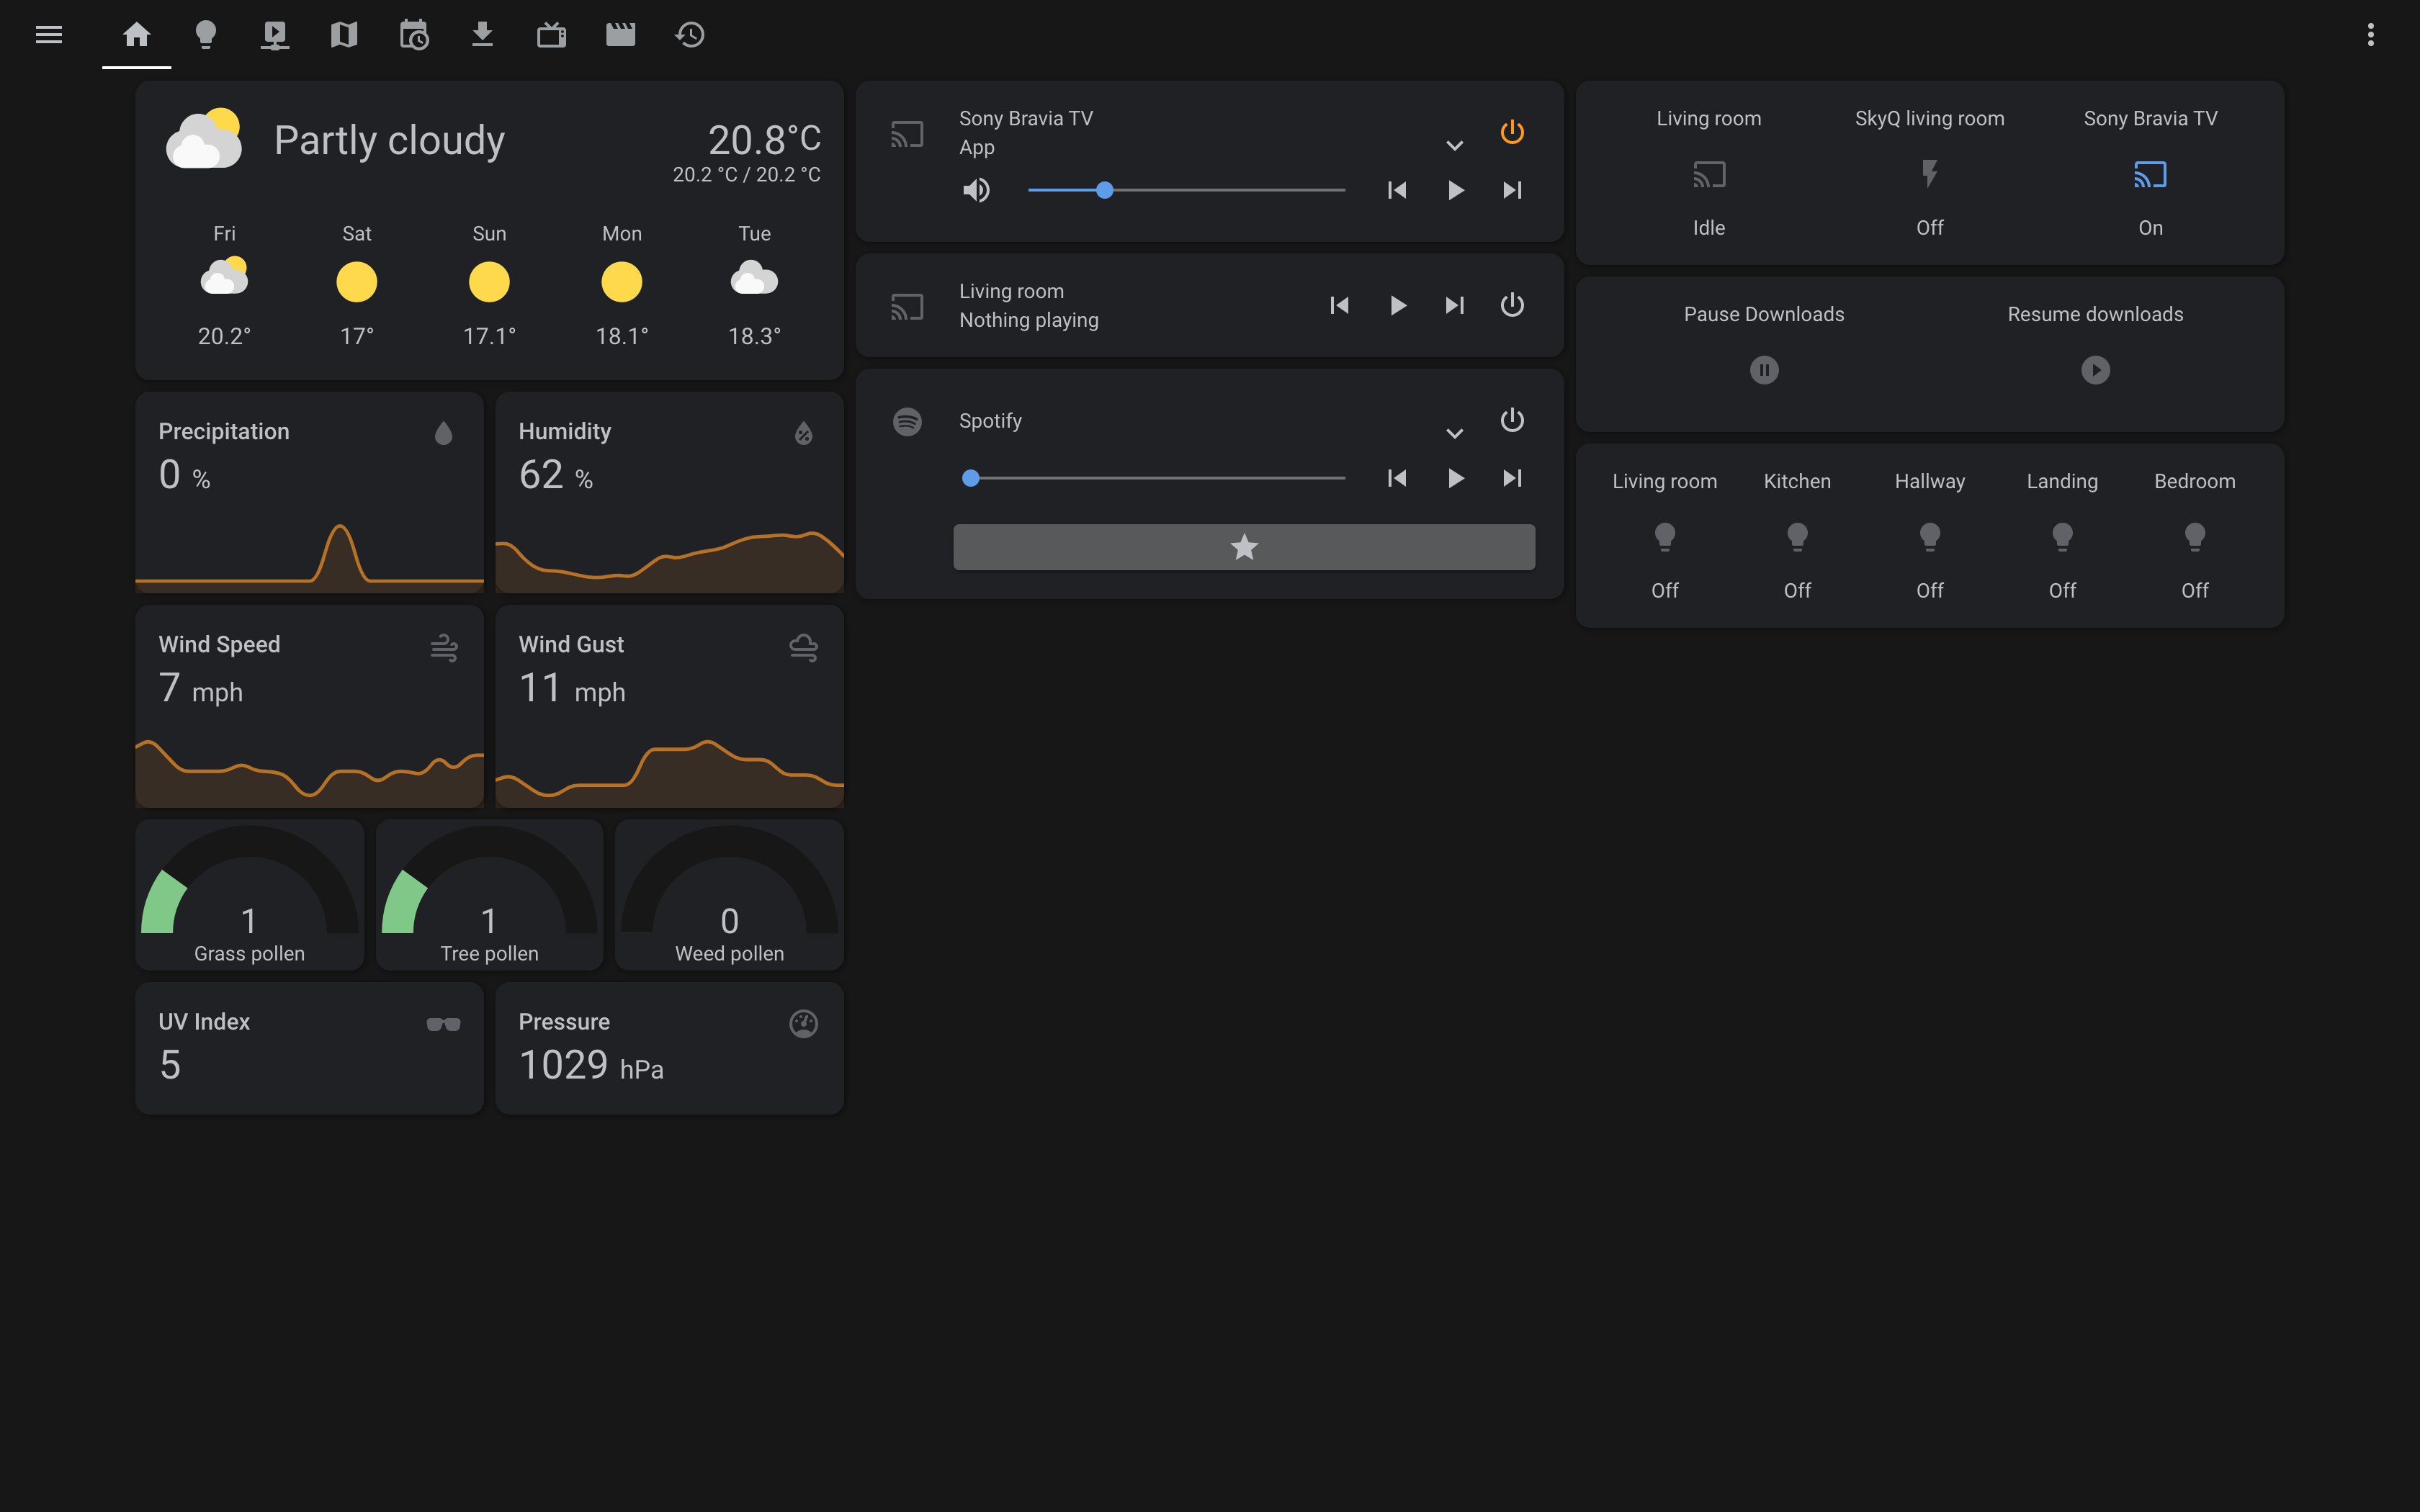 Partly cloudy
20.8°C
20.2 °C / 20.2 °C
Fri Sat Sun Mon Tue
20.2° 17° 17.1° 18.1° 18.3°
Precipitation
0 %
Humidity
62 %
Wind Speed
7 mph
Wind Gust
11 mph
1
Grass pollen
1
Tree pollen
0
Weed pollen
UV Index
5
Pressure
1029 hPa
Sony Bravia TV
App
Living room
Nothing playing
Spotify
Living room SkyQ living room Sony Bravia TV
Idle Off On
Pause Downloads Resume downloads
Living room Kitchen Hallway Landing Bedroom
Off Off Off Off Off